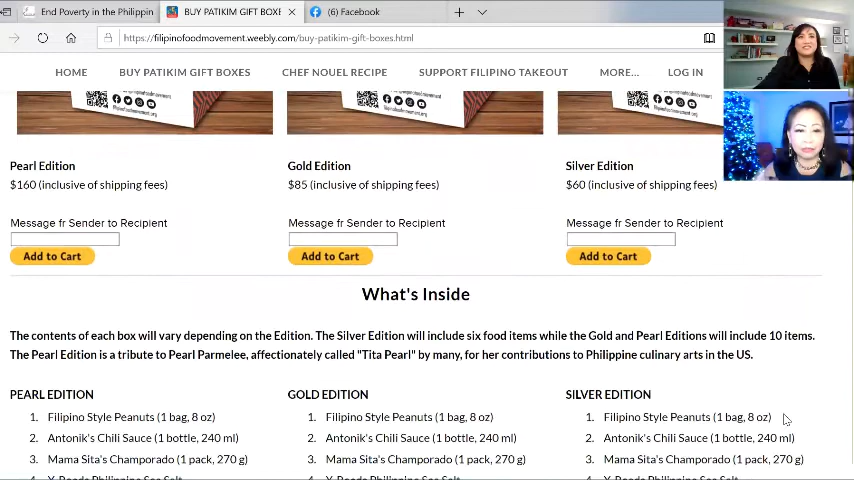 End Poverty in the Philippin
BUY PATIKIM GIFT BOXE
(6) Facebook
https://filipinofoodmovement.weebly.com/buy-patikim-gift-boxes.html
HOME BUY PATIKIM GIFT BOXES CHEF NOUEL RECIPE SUPPORT FILIPINO TAKEOUT MORE... LOG IN
filipinofoodmovement.org
Pearl Edition
$160 (inclusive of shipping fees)
Message fr Sender to Recipient
Add to Cart
Gold Edition
$85 (inclusive of shipping fees)
Message fr Sender to Recipient
Add to Cart
Silver Edition
$60 (inclusive of shipping fees)
Message fr Sender to Recipient
Add to Cart
What's Inside
The contents of each box will vary depending on the Edition. The Silver Edition will include six food items while the Gold and Pearl Editions will include 10 items.
The Pearl Edition is a tribute to Pearl Parmelee, affectionately called "Tita Pearl" by many, for her contributions to Philippine culinary arts in the US.
PEARL EDITION
1. Filipino Style Peanuts (1 bag, 8 oz)
2. Antonik's Chili Sauce (1 bottle, 240 ml)
3. Mama Sita's Champorado (1 pack, 270 g)
GOLD EDITION
1. Filipino Style Peanuts (1 bag, 8 oz)
2. Antonik's Chili Sauce (1 bottle, 240 ml)
3. Mama Sita's Champorado (1 pack, 270 g)
SILVER EDITION
1. Filipino Style Peanuts (1 bag, 8 oz)
2. Antonik's Chili Sauce (1 bottle, 240 ml)
3. Mama Sita's Champorado (1 pack, 270 g)